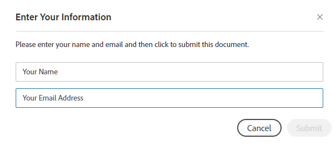 Enter Your Information
Please enter your name and email and then click to submit this document.
Your Name
Your Email Address
Cancel
Submit